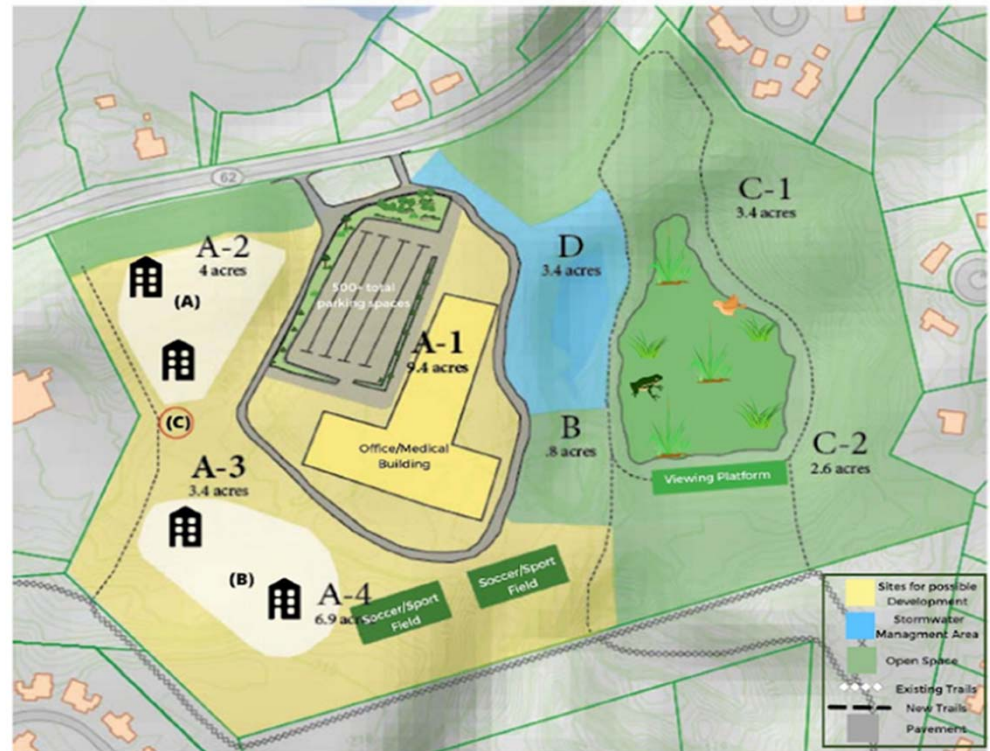 62
A-2
4 acres
(A)
500+ total
parking spaces
A-1
9.4 acres
D
3.4 acres
C-1
3.4 acres
(C)
A-3
3.4 acres
Office/Medical
Building
B
.8 acres
C-2
2.6 acres
Viewing Platform
(B)
A-4
6.9
Soccer/Sport
Field
Soccer/Sport
Field
Sites for possible
Development
Stormwater
Managment Area
Open Space
Existing Trails
New Trails
Pavement